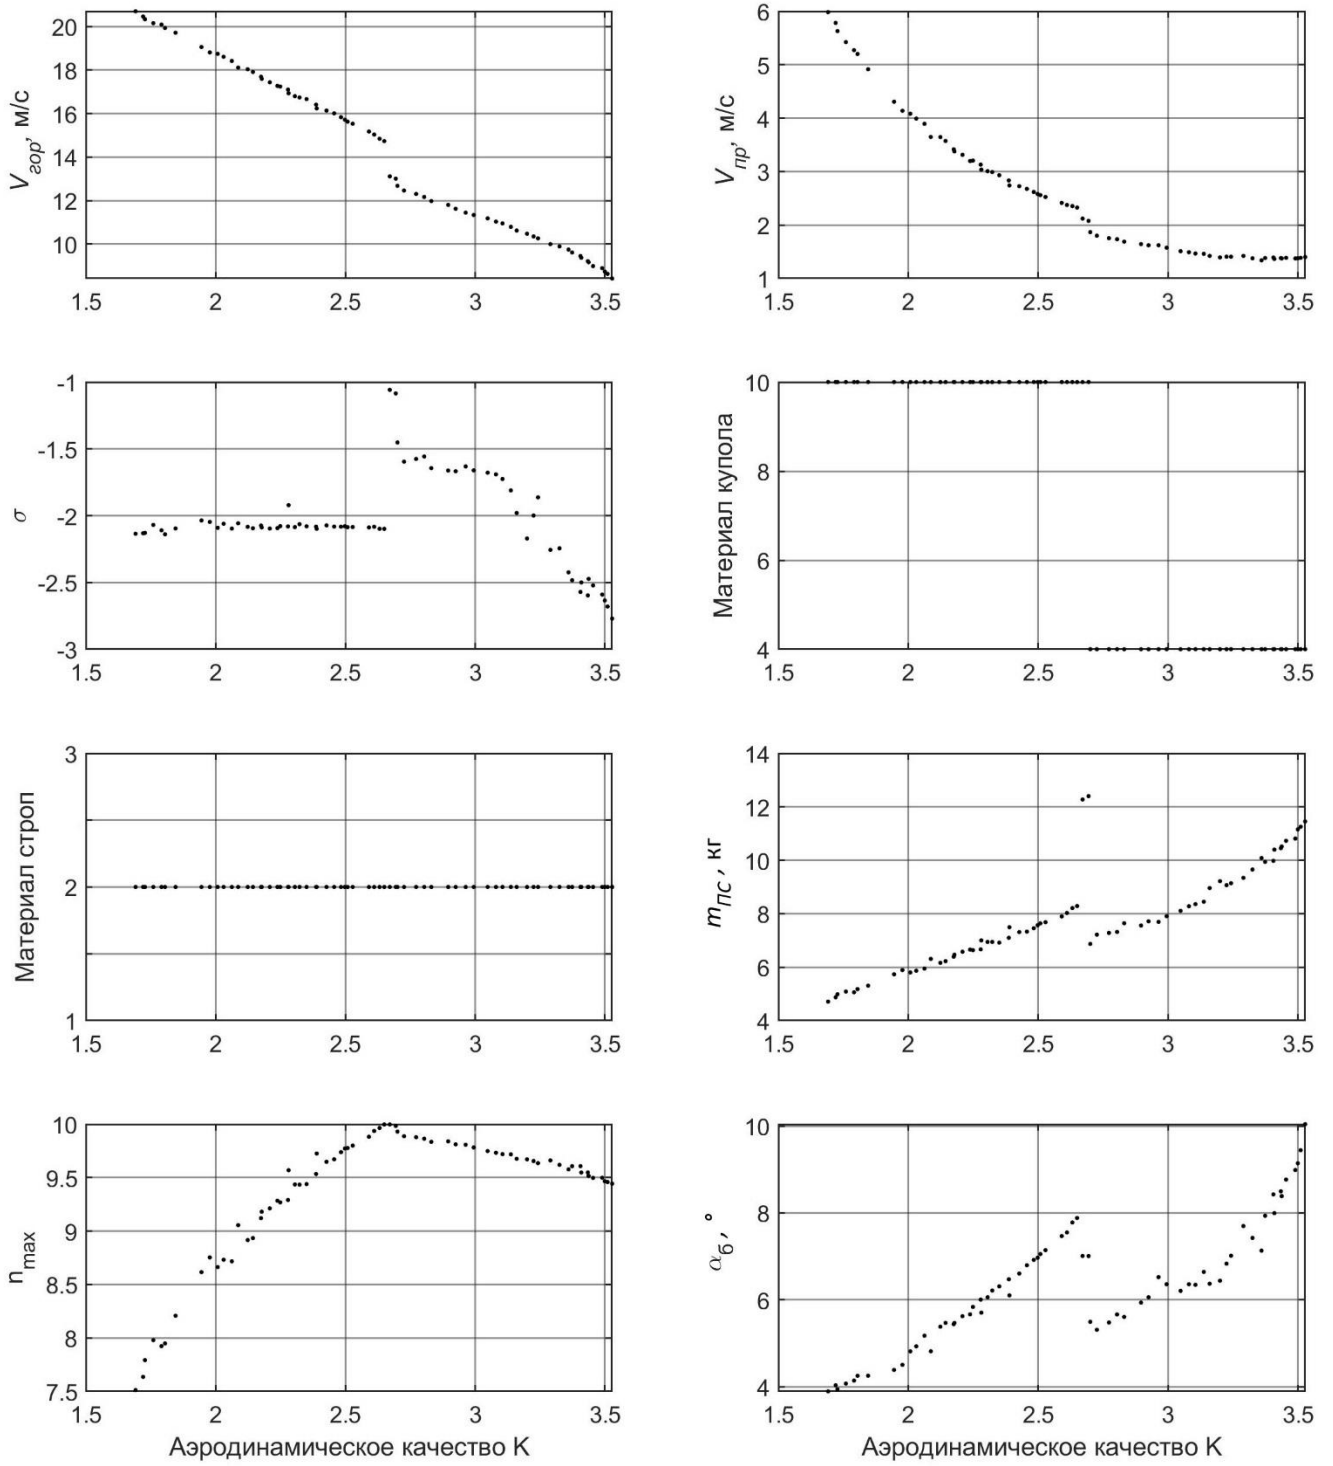 20
18
16
14
12
10
V_гор, м/с
1.5 2 2.5 3 3.5
6
5
4
3
2
1
V_пр, м/с
1.5 2 2.5 3 3.5
-1
-1.5
-2
-2.5
-3
σ
1.5 2 2.5 3 3.5
10
8
6
4
Материал купола
1.5 2 2.5 3 3.5
3
2
1
Материал строп
1.5 2 2.5 3 3.5
14
12
10
8
6
4
m_ПС, кг
1.5 2 2.5 3 3.5
10
9.5
9
8.5
8
7.5
n_max
1.5 2 2.5 3 3.5
Аэродинамическое качество К
10
8
6
4
α_б, °
1.5 2 2.5 3 3.5
Аэродинамическое качество К